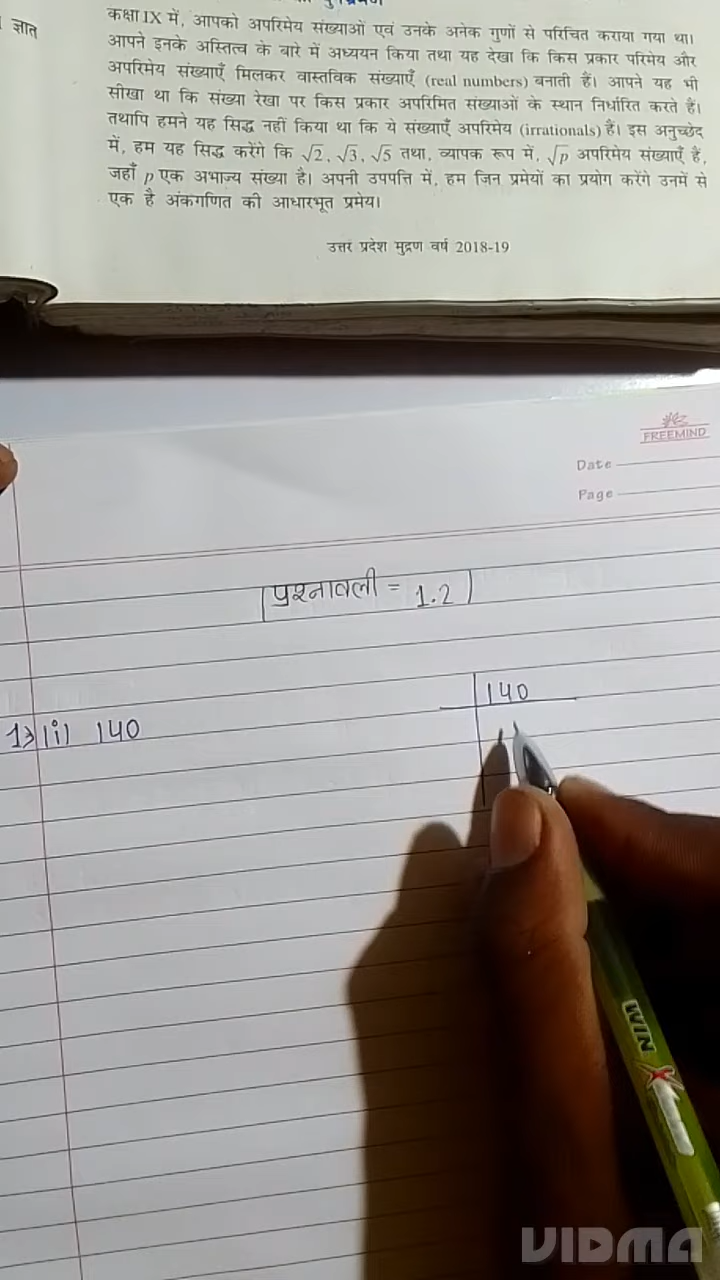 ज्ञात
कक्षा IX में, आपको अपरिमेय संख्याओं एवं उनके अनेक गुणों से परिचित कराया गया था।
आपने इनके अस्तित्व के बारे में अध्ययन किया तथा यह देखा कि किस प्रकार परिमेय और
अपरिमेय संख्याएँ मिलकर वास्तविक संख्याएँ (real numbers) बनाती हैं। आपने यह भी
सीखा था कि संख्या रेखा पर किस प्रकार अपरिमित संख्याओं के स्थान निर्धारित करते हैं।
तथापि हमने यह सिद्ध नहीं किया था कि ये संख्याएँ अपरिमेय (irrationals) हैं। इस अनुच्छेद
में, हम यह सिद्ध करेंगे कि √2, √3, √5 तथा, व्यापक रूप में, √p अपरिमेय संख्याएँ हैं,
जहाँ p एक अभाज्य संख्या है। अपनी उपपत्ति में, हम जिन प्रमेयों का प्रयोग करेंगे उनमें से
एक है अंकगणित की आधारभूत प्रमेय।
उत्तर प्रदेश मुद्रण वर्ष 2018-19
FREEMIND
Date
Page
प्रश्नावली = 1.2
140
1> (i) 140
WIN
VIDMA